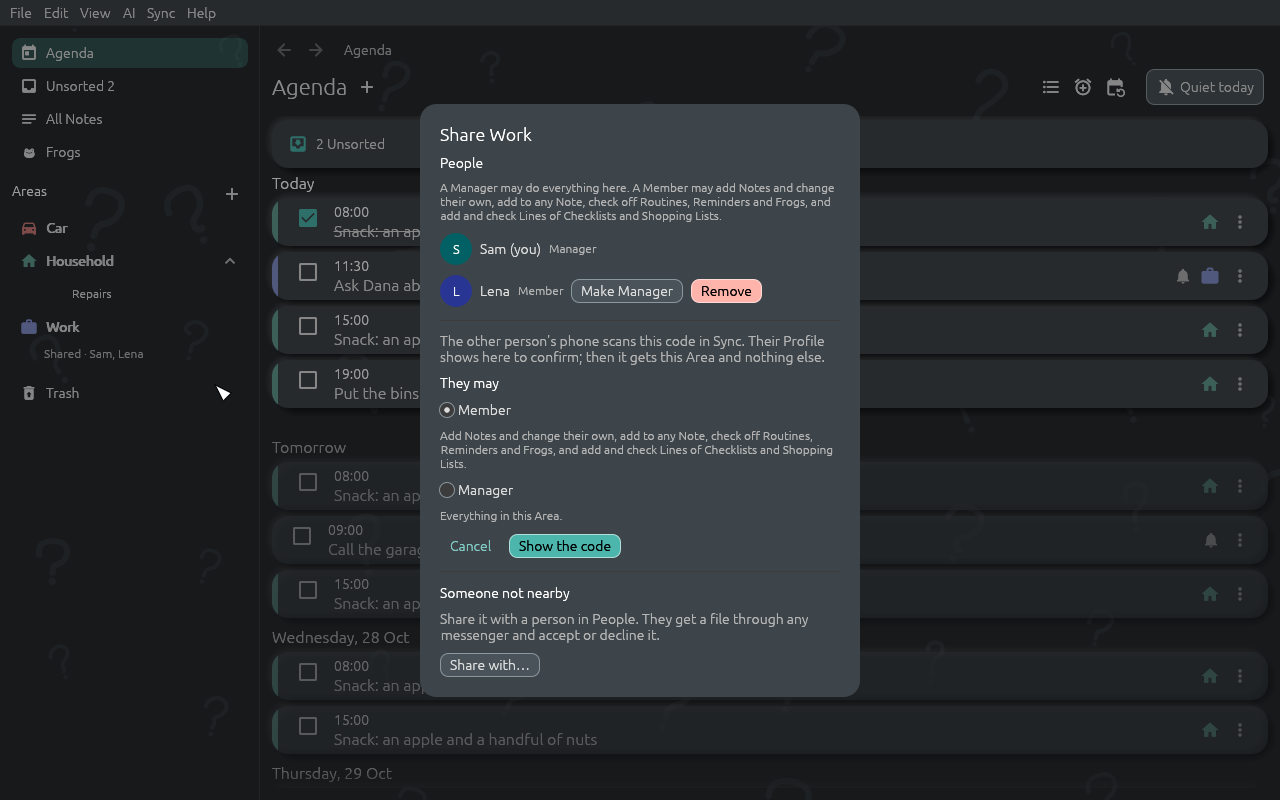 File Edit View AI Sync Help
Agenda
Unsorted 2
All Notes
Frogs
Areas
Car
Household
Repairs
Work
Shared · Sam, Lena
Trash
Agenda
Agenda
Quiet today
2 Unsorted
Today
08:00
Snack: an ap
11:30
Ask Dana ab
15:00
Snack: an ap
19:00
Put the bins
Tomorrow
08:00
Snack: an ap
09:00
Call the garag
15:00
Snack: an ap
Wednesday, 28 Oct
08:00
Snack: an app
15:00
Snack: an apple and a handful of nuts
Thursday, 29 Oct
Share Work
People
A Manager may do everything here. A Member may add Notes and change
their own, add to any Note, check off Routines, Reminders and Frogs, and
add and check Lines of Checklists and Shopping Lists.
S Sam (you) Manager
L Lena Member Make Manager Remove
The other person's phone scans this code in Sync. Their Profile
shows here to confirm; then it gets this Area and nothing else.
They may
Member
Add Notes and change their own, add to any Note, check off Routines,
Reminders and Frogs, and add and check Lines of Checklists and Shopping
Lists.
Manager
Everything in this Area.
Cancel Show the code
Someone not nearby
Share it with a person in People. They get a file through any
messenger and accept or decline it.
Share with…